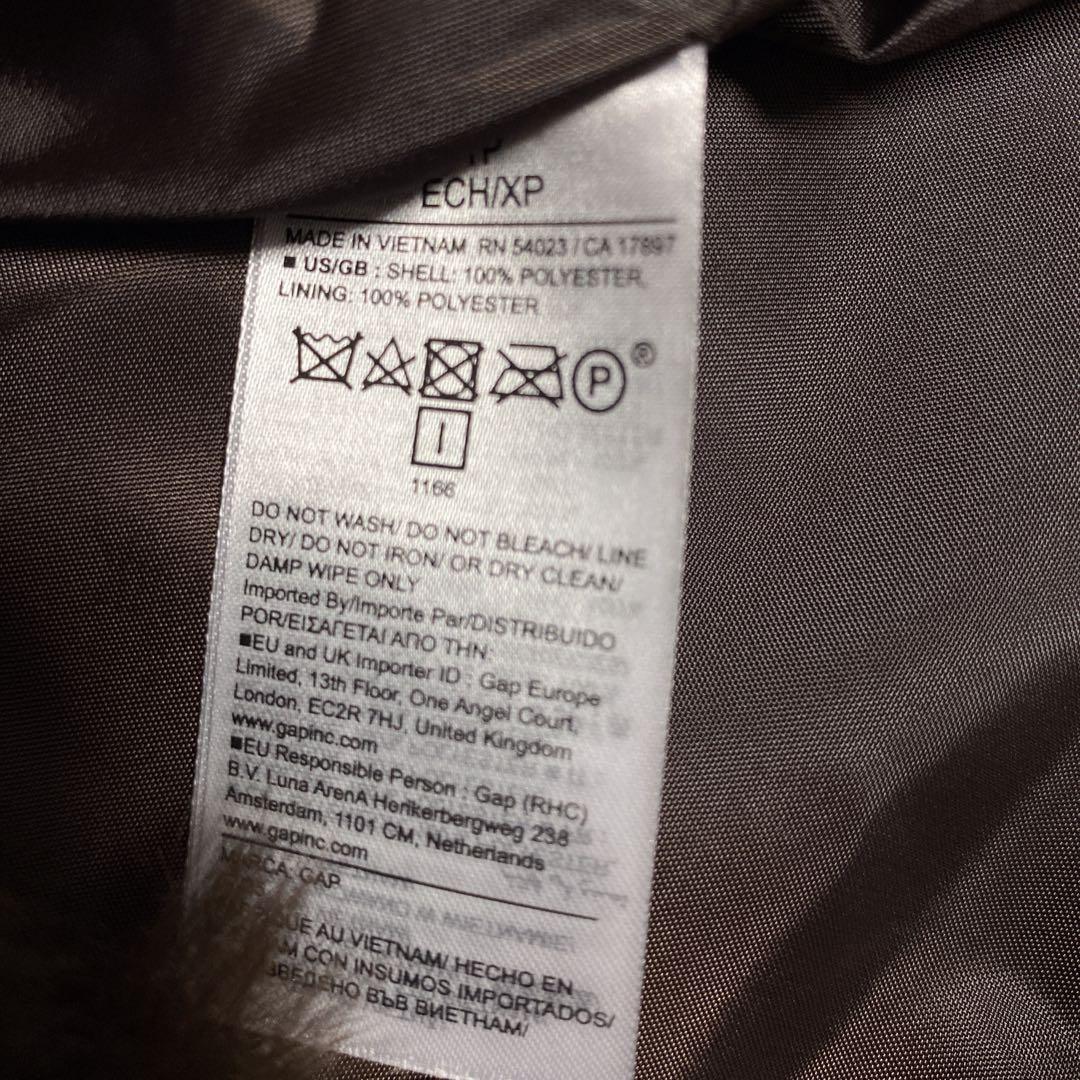 ECH/XP
MADE IN VIETNAM RN 54023 / CA 17897
■ US/GB : SHELL: 100% POLYESTER,
LINING: 100% POLYESTER
P ®
1166
DO NOT WASH/ DO NOT BLEACH/ LINE
DRY/ DO NOT IRON/ OR DRY CLEAN/
DAMP WIPE ONLY
Imported By/Importe Par/DISTRIBUIDO
POR/ΕΙΣΑΓΕΤΑΙ ΑΠΟ ΤΗΝ:
■EU and UK Importer ID : Gap Europe
Limited, 13th Floor, One Angel Court,
London, EC2R 7HJ, United Kingdom
www.gapinc.com
■EU Responsible Person : Gap (RHC)
B.V. Luna ArenA Herikerbergweg 238
Amsterdam, 1101 CM, Netherlands
www.gapinc.com
MARCA: GAP
AU VIETNAM/ HECHO EN
CON INSUMOS IMPORTADOS/
ВЪВ ВИЕТНАМ/